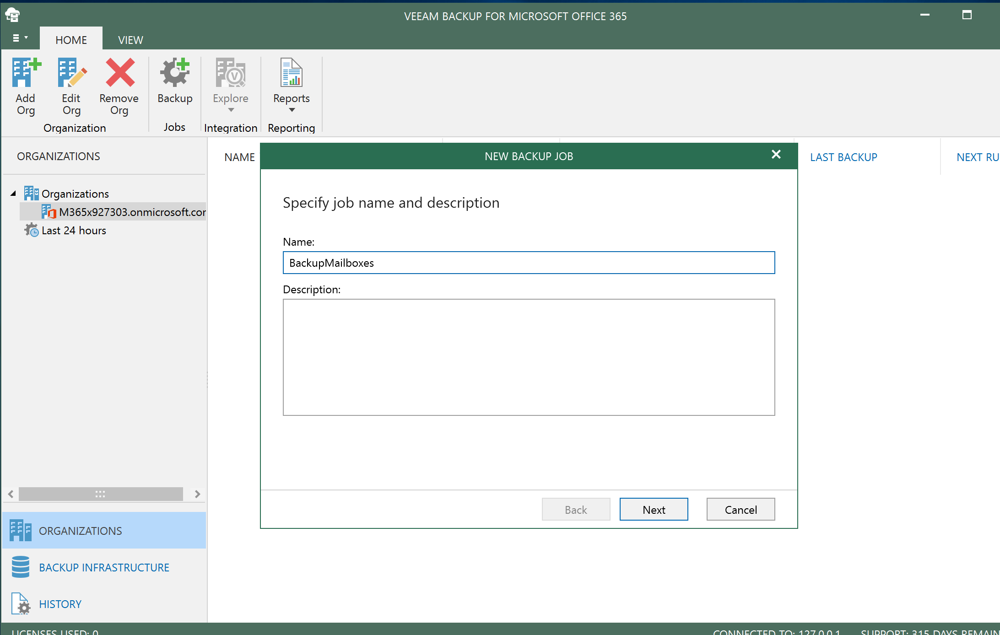 VEEAM BACKUP FOR MICROSOFT OFFICE 365
HOME
VIEW
Add Org
Edit Org
Remove Org
Organization
Backup
Jobs
Explore
Integration
Reports
Reporting
ORGANIZATIONS
Organizations
M365x927303.onmicrosoft.cor
Last 24 hours
NAME
LAST BACKUP
NEXT RU
NEW BACKUP JOB
Specify job name and description
Name:
BackupMailboxes
Description:
Back
Next
Cancel
ORGANIZATIONS
BACKUP INFRASTRUCTURE
HISTORY
LICENSES USED: 0
CONNECTED TO: 127.0.0.1
SUPPORT: 315 DAYS REMAIN